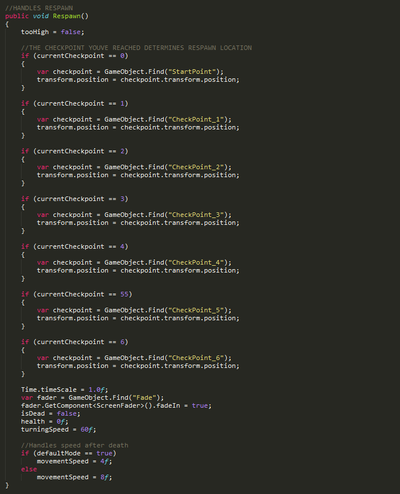 //HANDLES RESPAWN
public void Respawn()
{
tooHigh = false;
//THE CHECKPOINT YOUVE REACHED DETERMINES RESPAWN LOCATION
if (currentCheckpoint == 0)
{
var checkpoint = GameObject.Find("StartPoint");
transform.position = checkpoint.transform.position;
}
if (currentCheckpoint == 1)
{
var checkpoint = GameObject.Find("CheckPoint_1");
transform.position = checkpoint.transform.position;
}
if (currentCheckpoint == 2)
{
var checkpoint = GameObject.Find("CheckPoint_2");
transform.position = checkpoint.transform.position;
}
if (currentCheckpoint == 3)
{
var checkpoint = GameObject.Find("CheckPoint_3");
transform.position = checkpoint.transform.position;
}
if (currentCheckpoint == 4)
{
var checkpoint = GameObject.Find("CheckPoint_4");
transform.position = checkpoint.transform.position;
}
if (currentCheckpoint == 55)
{
var checkpoint = GameObject.Find("CheckPoint_5");
transform.position = checkpoint.transform.position;
}
if (currentCheckpoint == 6)
{
var checkpoint = GameObject.Find("CheckPoint_6");
transform.position = checkpoint.transform.position;
}
Time.timeScale = 1.0f;
var fader = GameObject.Find("Fade");
fader.GetComponent<ScreenFader>().fadeIn = true;
isDead = false;
health = 0f;
turningSpeed = 60f;
//Handles speed after death
if (defaultMode == true)
movementSpeed = 4f;
else
movementSpeed = 8f;
}